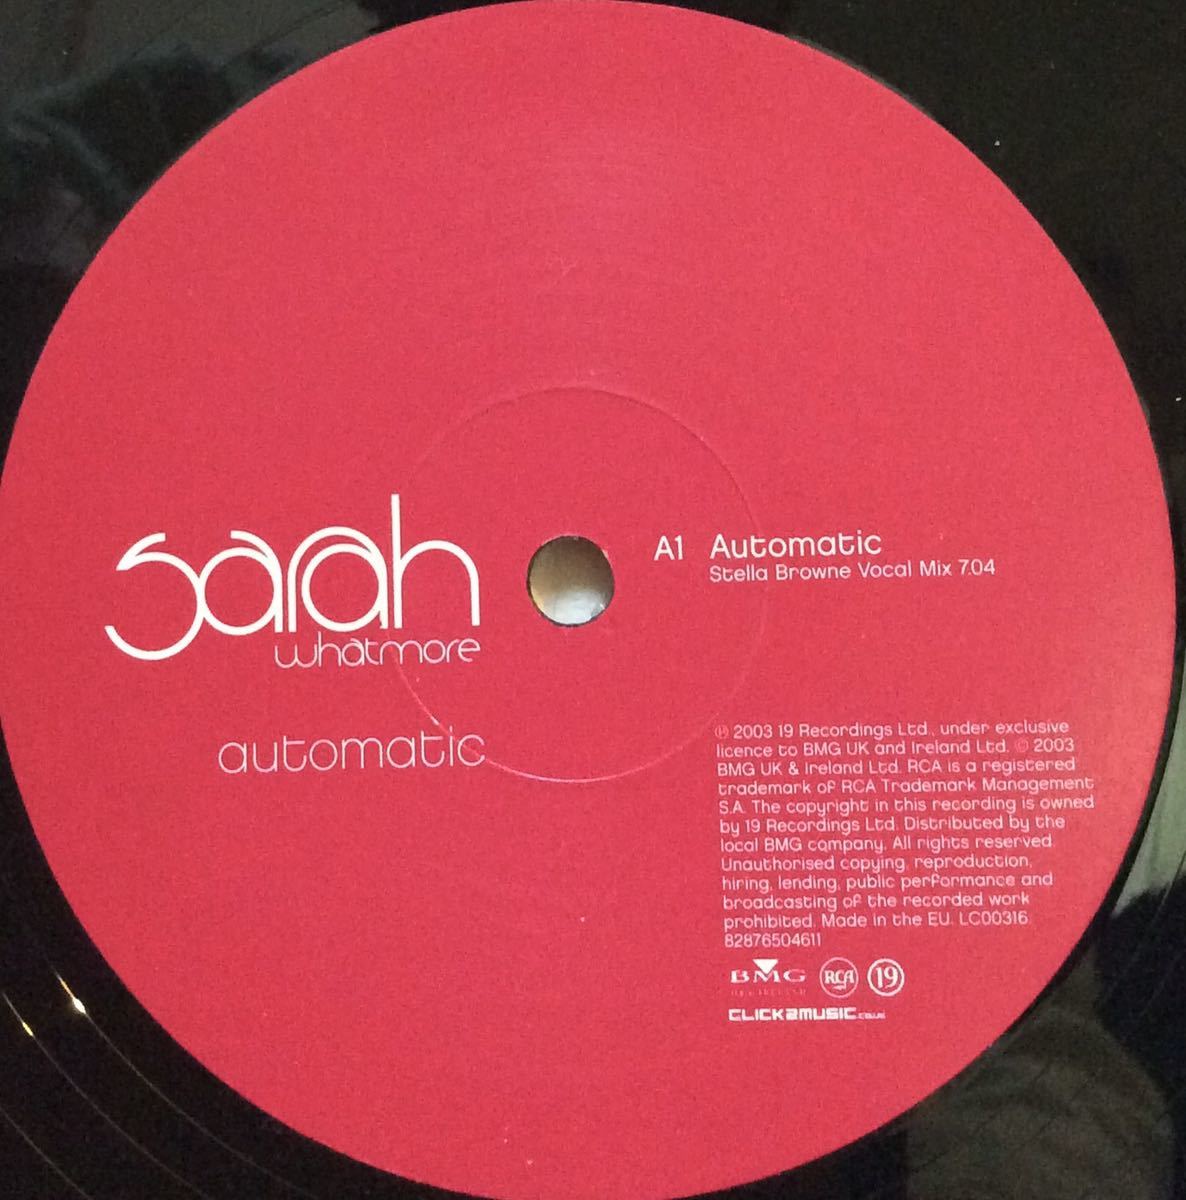 sarah
whatmore
automatic
A1 Automatic
Stella Browne Vocal Mix 7.04
℗ 2003 19 Recordings Ltd., under exclusive
licence to BMG UK and Ireland Ltd. © 2003
BMG UK & Ireland Ltd. RCA is a registered
trademark of RCA Trademark Management
S.A. The copyright in this recording is owned
by 19 Recordings Ltd. Distributed by the
local BMG company. All rights reserved.
Unauthorised copying, reproduction,
hiring, lending, public performance and
broadcasting of the recorded work
prohibited. Made in the EU. LC00316.
82876504611
BMG RCA 19
CLICK2MUSIC.co.uk